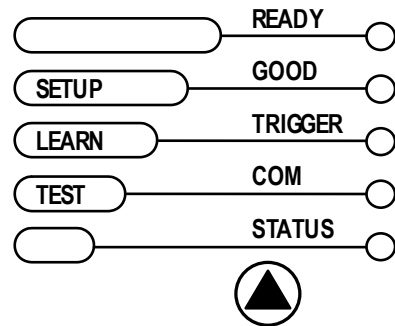 READY
SETUP GOOD
LEARN TRIGGER
TEST COM
STATUS